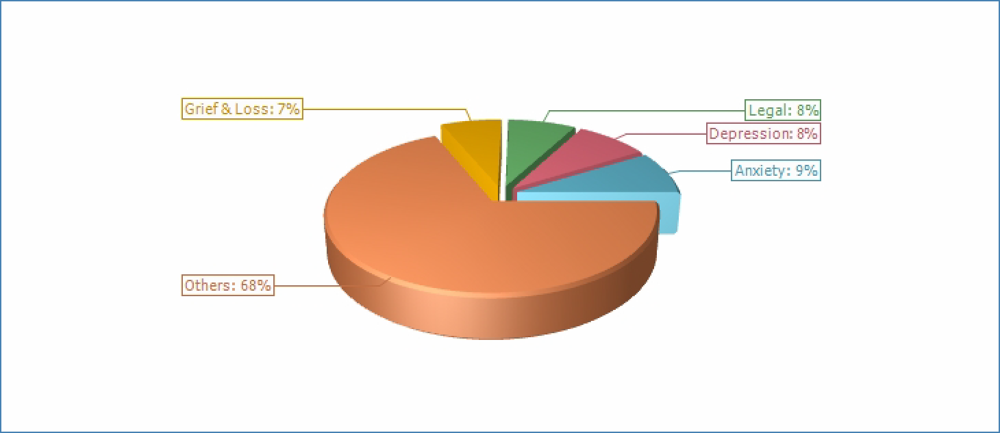 Grief & Loss: 7%
Legal: 8%
Depression: 8%
Anxiety: 9%
Others: 68%